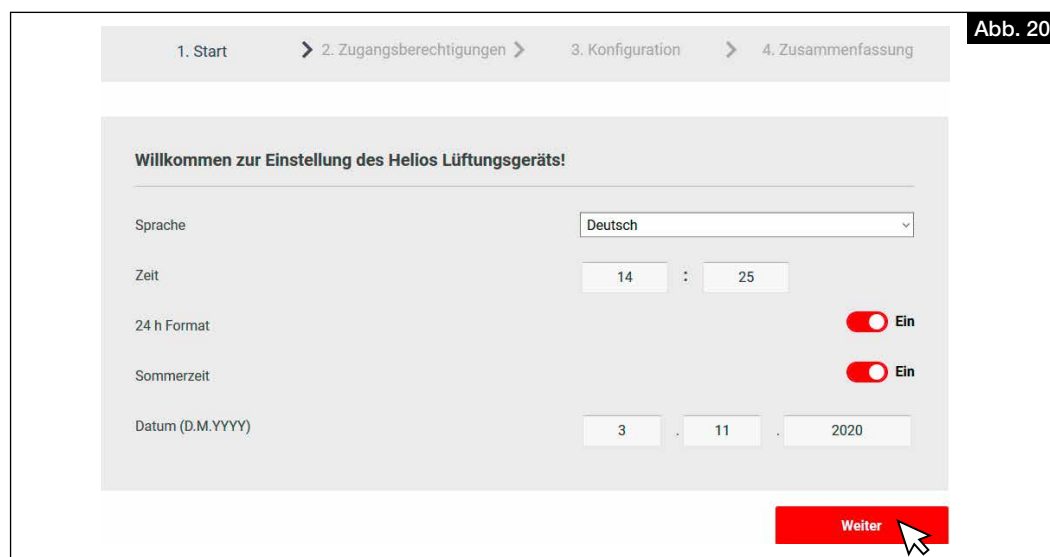 Abb. 20
1. Start > 2. Zugangsberechtigungen > 3. Konfiguration > 4. Zusammenfassung
Willkommen zur Einstellung des Helios Lüftungsgeräts!
Sprache Deutsch
Zeit 14 : 25
24 h Format Ein
Sommerzeit Ein
Datum (D.M.YYYY) 3 . 11 . 2020
Weiter